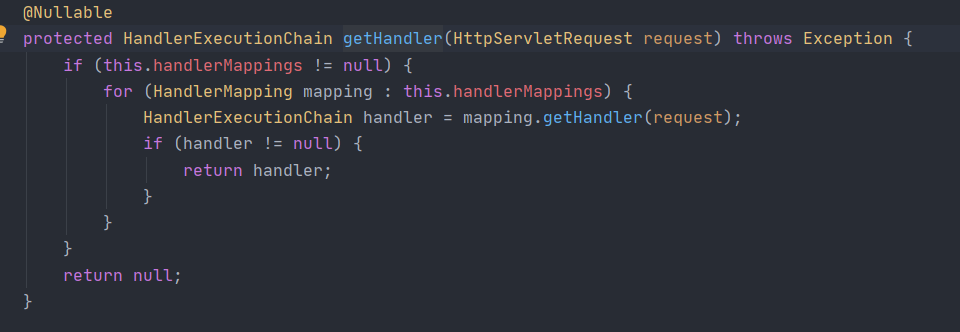 @Nullable
protected HandlerExecutionChain getHandler(HttpServletRequest request) throws Exception {
    if (this.handlerMappings != null) {
        for (HandlerMapping mapping : this.handlerMappings) {
            HandlerExecutionChain handler = mapping.getHandler(request);
            if (handler != null) {
                return handler;
            }
        }
    }
    return null;
}